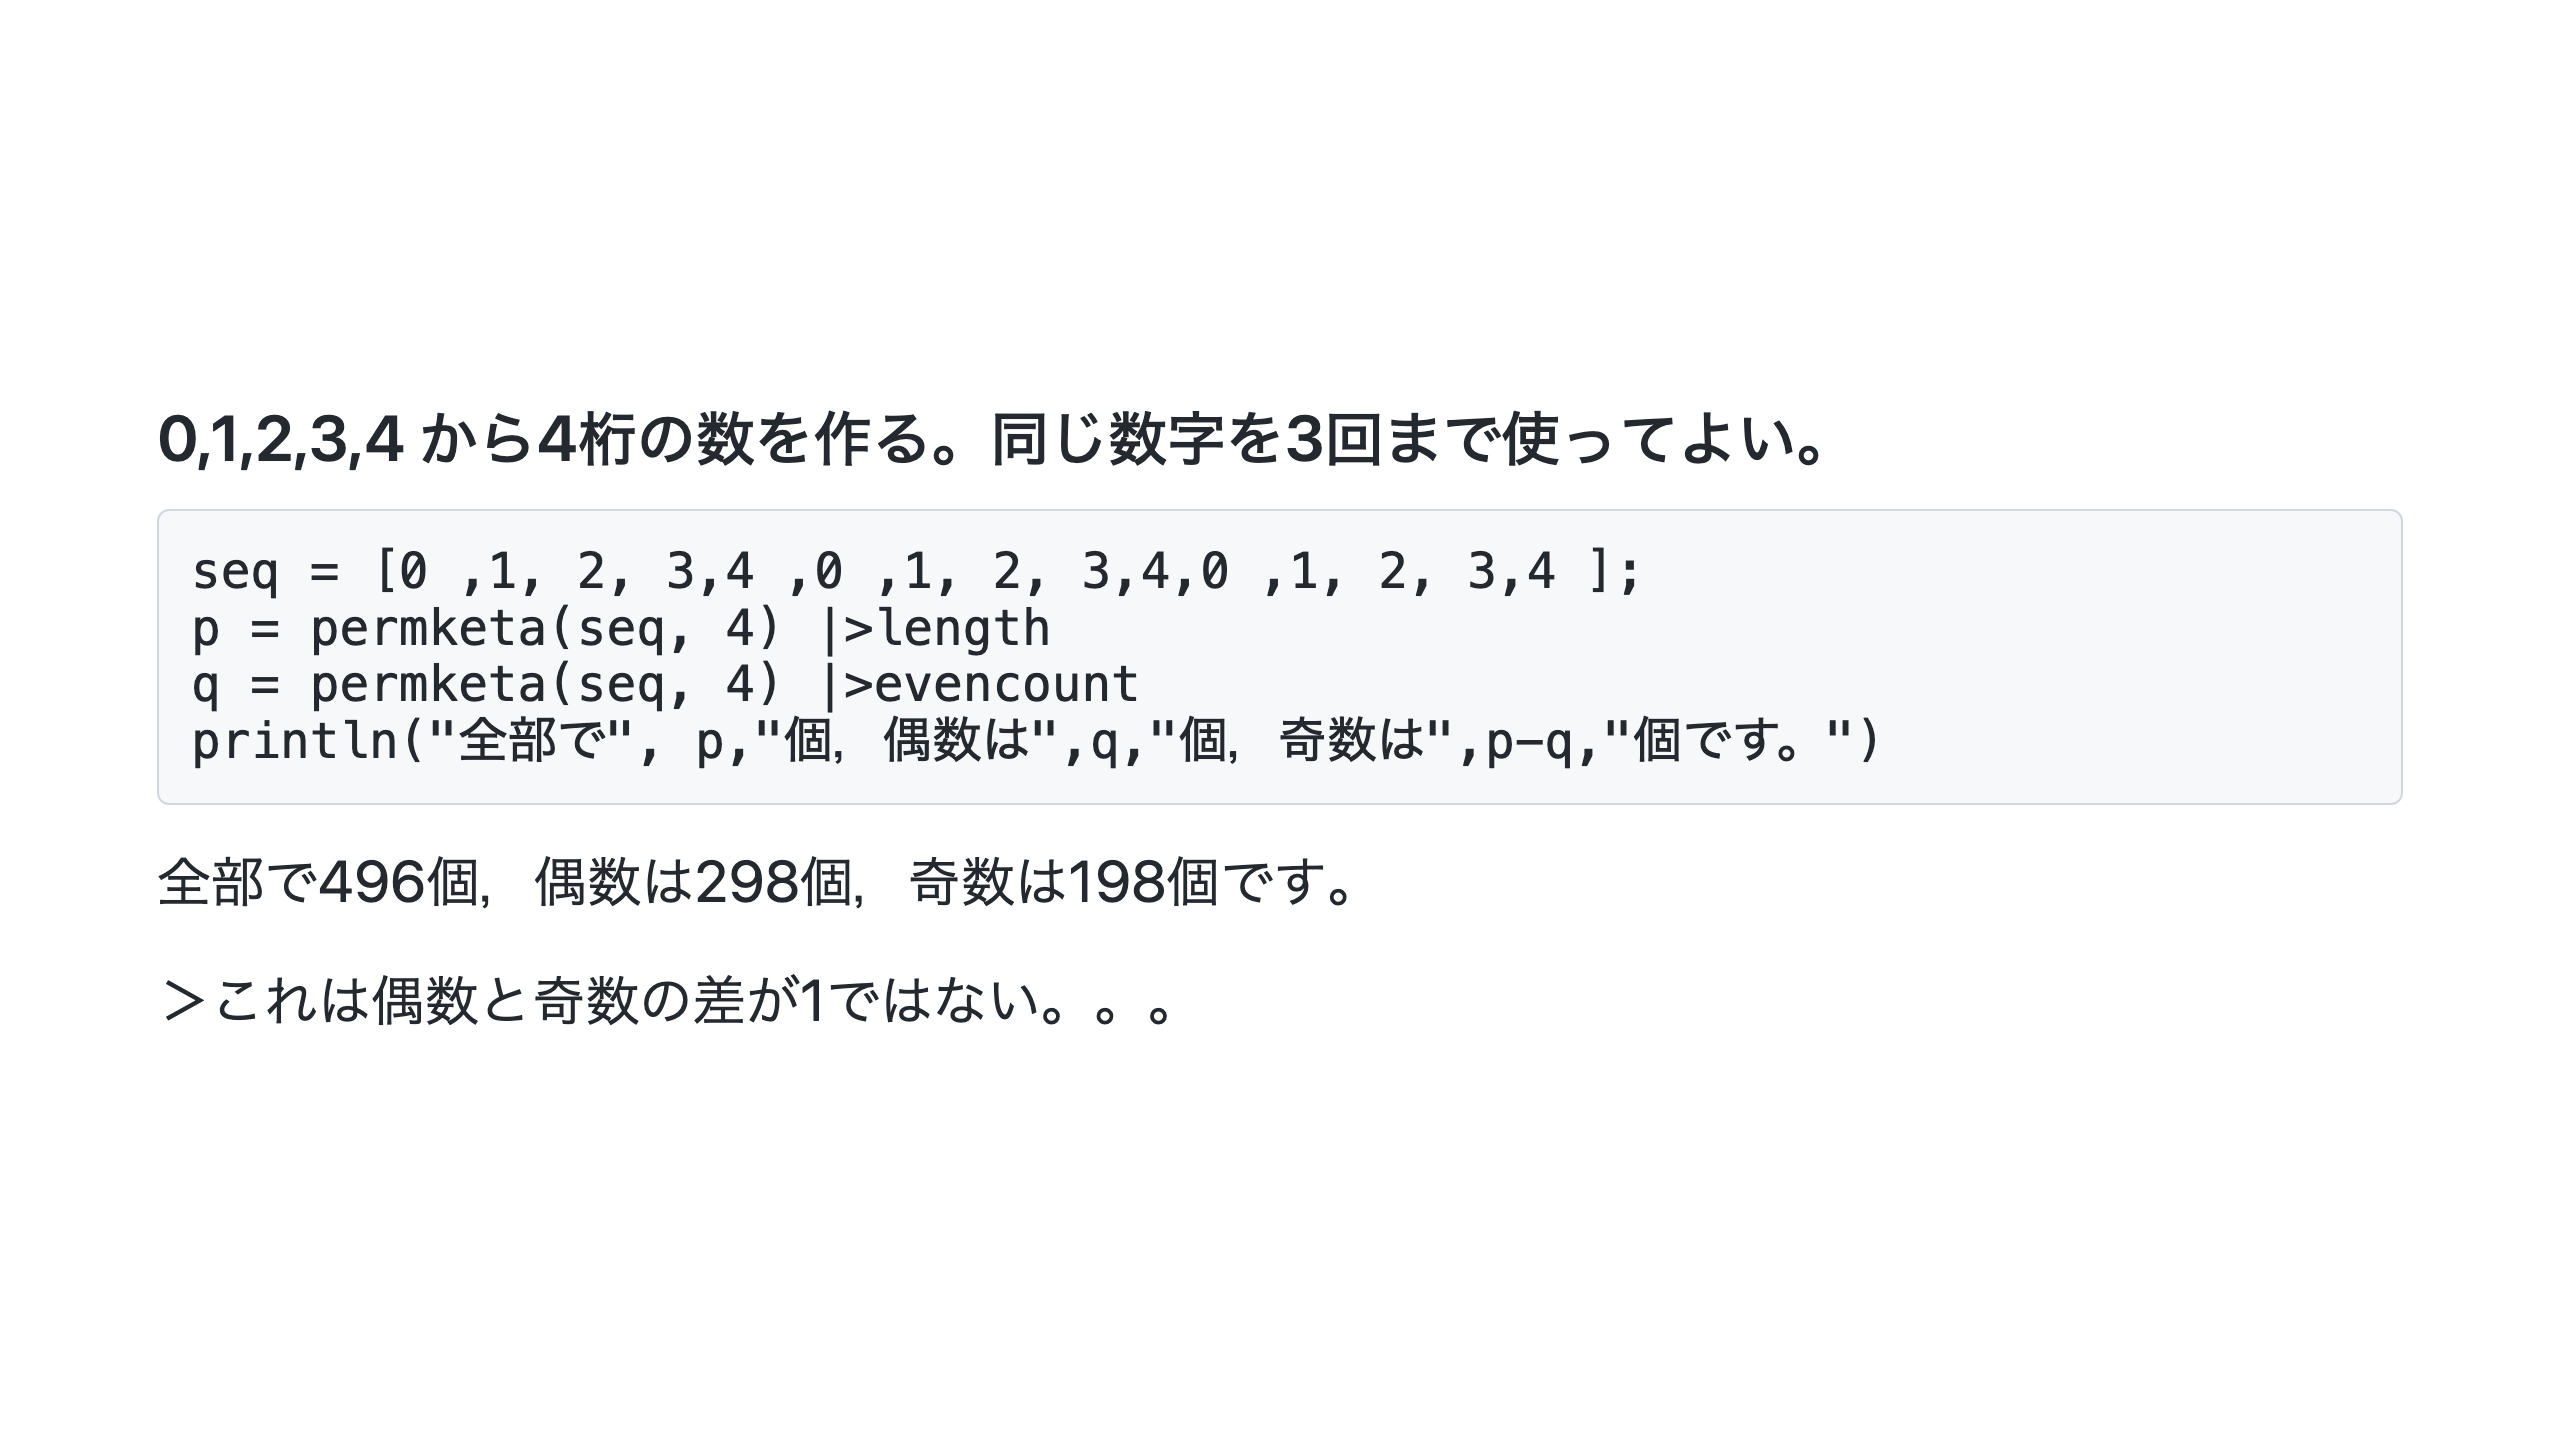 0,1,2,3,4 から4桁の数を作る。同じ数字を3回まで使ってよい。
seq = [0 ,1, 2, 3,4 ,0 ,1, 2, 3,4,0 ,1, 2, 3,4 ];
p = permketa(seq, 4) |>length
q = permketa(seq, 4) |>evencount
println("全部で", p,"個，偶数は",q,"個，奇数は",p-q,"個です。")
全部で496個，偶数は298個，奇数は198個です。
＞これは偶数と奇数の差が1ではない。。。